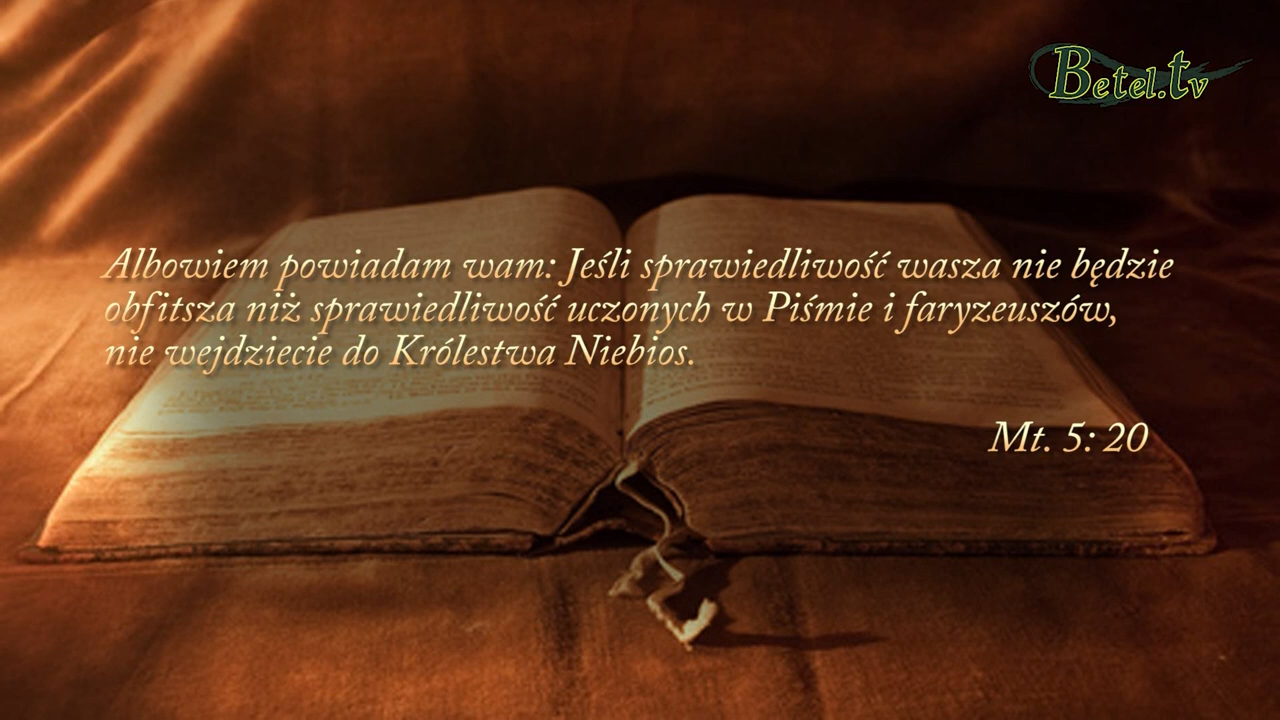 Betel.tv
Albowiem powiadam wam: Jeśli sprawiedliwość wasza nie będzie
obfitsza niż sprawiedliwość uczonych w Piśmie i faryzeuszów,
nie wejdziecie do Królestwa Niebios.
Mt. 5: 20